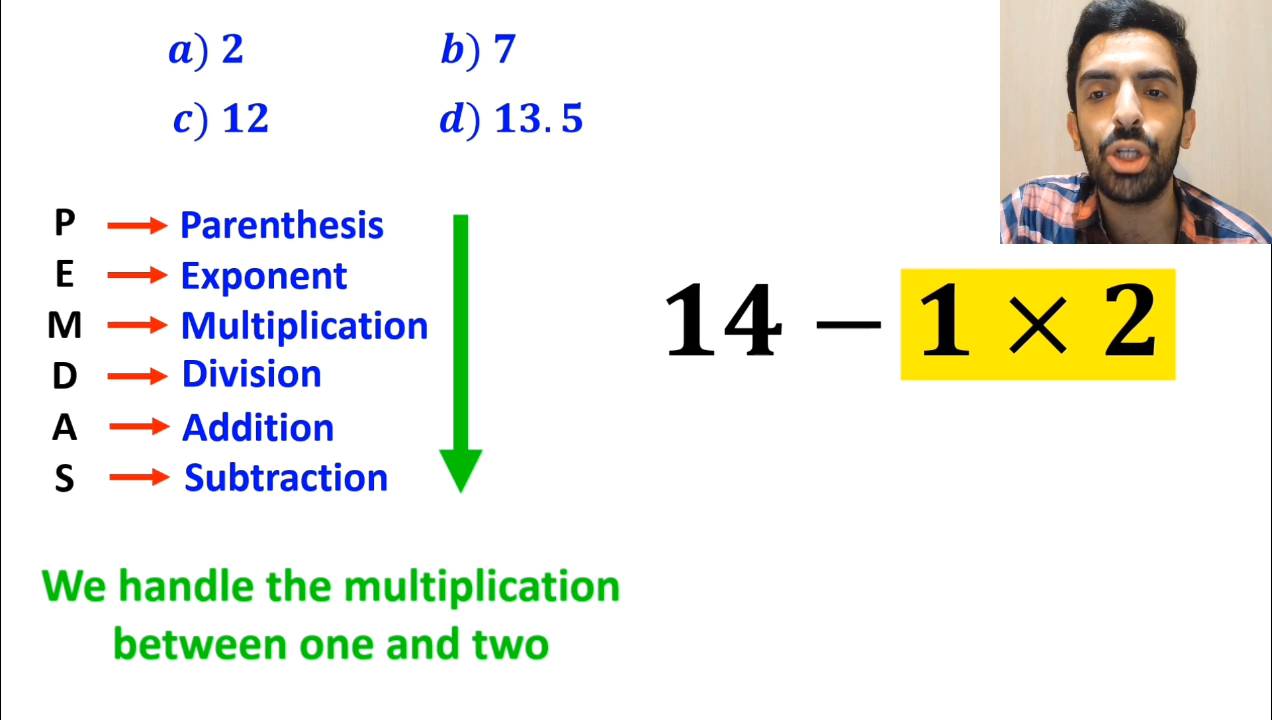 a) 2 b) 7
c) 12 d) 13.5
P Parenthesis
E Exponent
M Multiplication
D Division
A Addition
S Subtraction
14 − 1 × 2
We handle the multiplication
between one and two